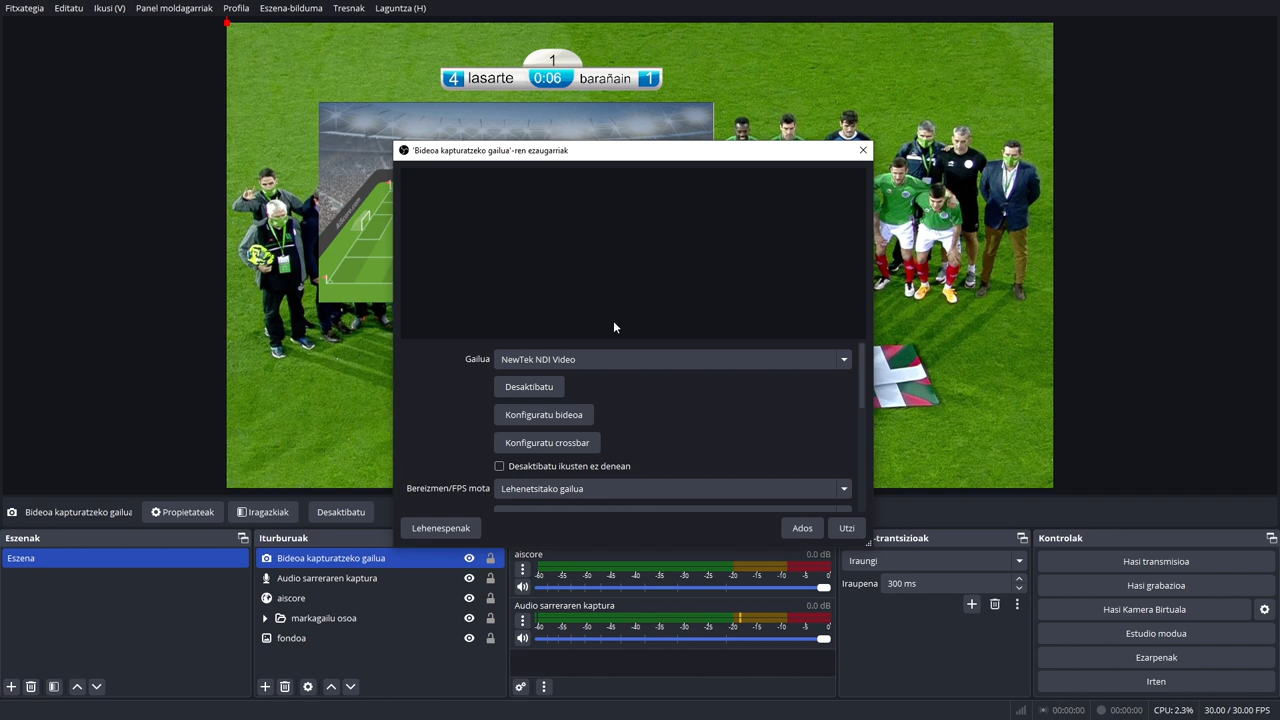 Fitxategia Editatu Ikusi (V) Panel moldagarriak Profila Eszena-bilduma Tresnak Laguntza (H)
1
4 lasarte 0:06 barañain 1
'Bideoa kapturatzeko gailua'-ren ezaugarriak
AiScore.com
Gailua NewTek NDI Video
Desaktibatu
Konfiguratu bideoa
Konfiguratu crossbar
Desaktibatu ikusten ez denean
Bereizmen/FPS mota Lehenetsitako gailua
Lehenespenak Ados Utzi
Bideoa kapturatzeko gailua Propietateak Iragazkiak Desaktibatu
Eszenak Iturburuak -transizioak Kontrolak
Eszena
Bideoa kapturatzeko gailua
Audio sarreraren kaptura
aiscore
markagailu osoa
fondoa
aiscore 0.0 dB
-60 -55 -50 -45 -40 -35 -30 -25 -20 -15 -10 -5 0
Audio sarreraren kaptura 0.0 dB
-60 -55 -50 -45 -40 -35 -30 -25 -20 -15 -10 -5 0
Iraungi
Iraupena 300 ms
Hasi transmisioa
Hasi grabazioa
Hasi Kamera Birtuala
Estudio modua
Ezarpenak
Irten
00:00:00 00:00:00 CPU: 2.3% 30.00 / 30.00 FPS